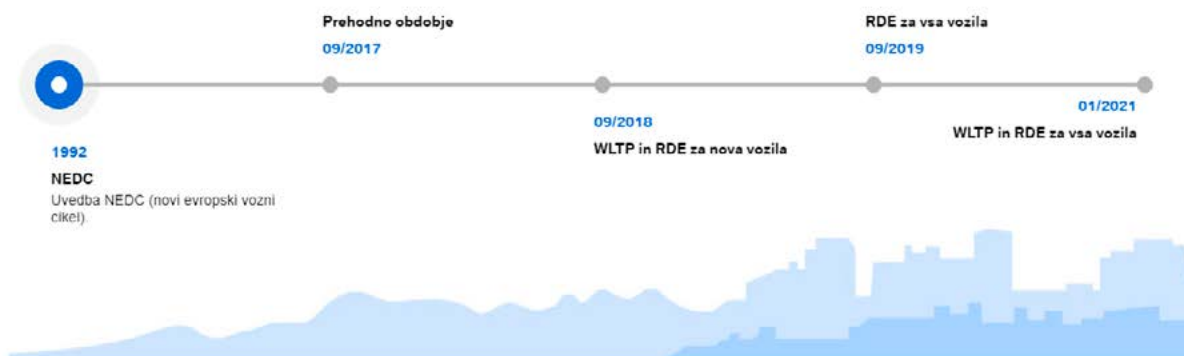 Prehodno obdobje
09/2017
RDE za vsa vozila
09/2019
09/2018
WLTP in RDE za nova vozila
01/2021
WLTP in RDE za vsa vozila
1992
NEDC
Uvedba NEDC (novi evropski vozni
cikel).